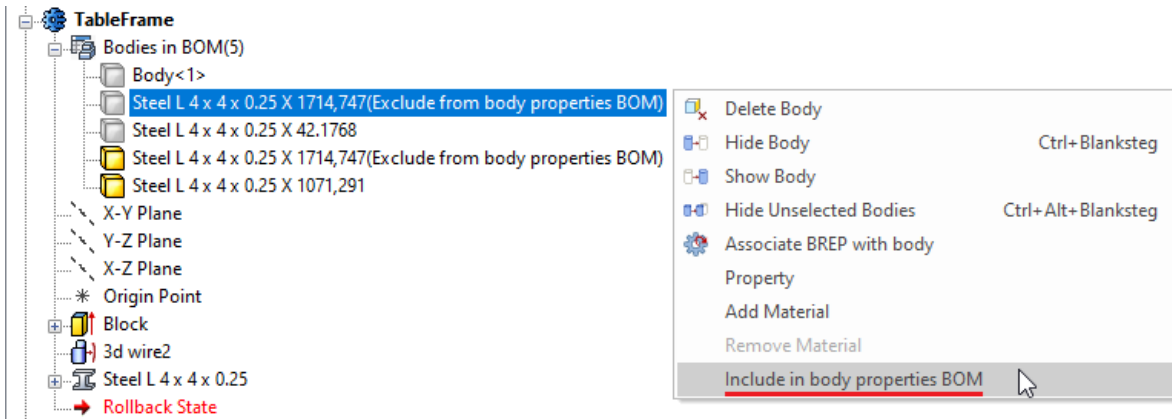 TableFrame
Bodies in BOM(5)
Body<1>
Steel L 4 x 4 x 0.25 X 1714,747(Exclude from body properties BOM)
Steel L 4 x 4 x 0.25 X 42.1768
Steel L 4 x 4 x 0.25 X 1714,747(Exclude from body properties BOM)
Steel L 4 x 4 x 0.25 X 1071,291
X-Y Plane
Y-Z Plane
X-Z Plane
Origin Point
Block
3d wire2
Steel L 4 x 4 x 0.25
Rollback State
Delete Body
Hide Body Ctrl+Blanksteg
Show Body
Hide Unselected Bodies Ctrl+Alt+Blanksteg
Associate BREP with body
Property
Add Material
Remove Material
Include in body properties BOM